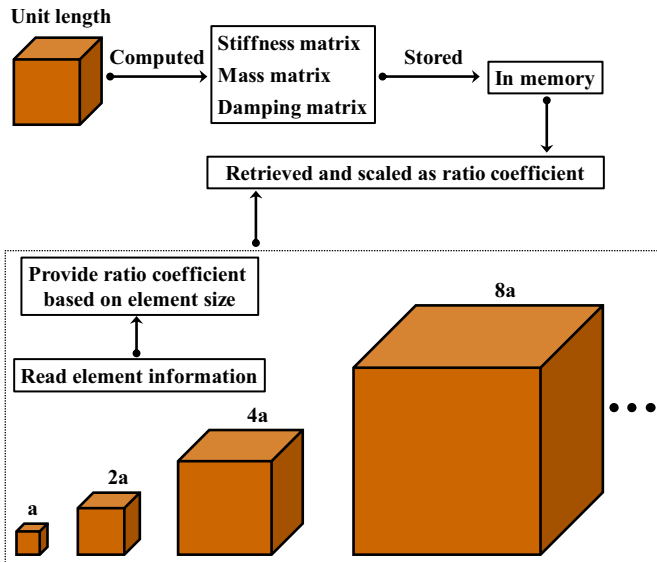 Unit length
Computed
Stiffness matrix
Mass matrix
Damping matrix
Stored
In memory
Retrieved and scaled as ratio coefficient
Provide ratio coefficient
based on element size
Read element information
a
2a
4a
8a